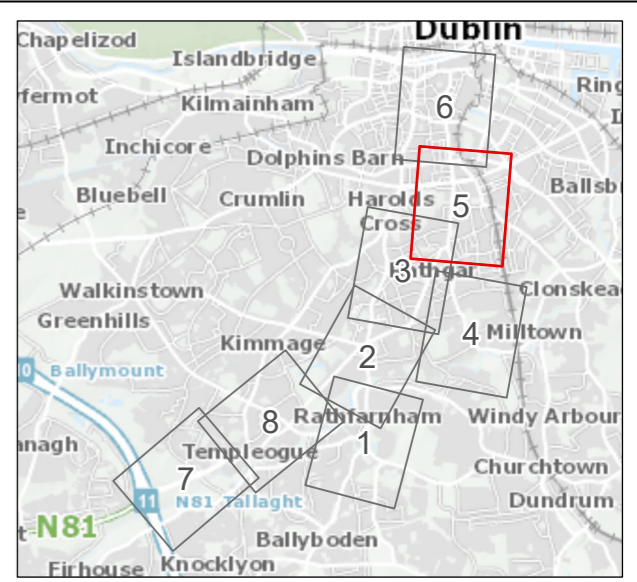 Dublin
Chapelizod
Islandbridge
Ring
fermot
Kilmainham
6
Inchicore
Dolphins Barn
Bluebell
Crumlin
Harolds
Cross
5
Ballsb
3
Rathgar
Walkinstown
Clonskea
Greenhills
Kimmage
4
Milltown
2
Ballymount
8
Rathfarnham
Windy Arbour
anagh
Templeogue
1
Churchtown
7
11
N81 Tallaght
Dundrum
t
N81
Ballyboden
Firhouse
Knocklyon